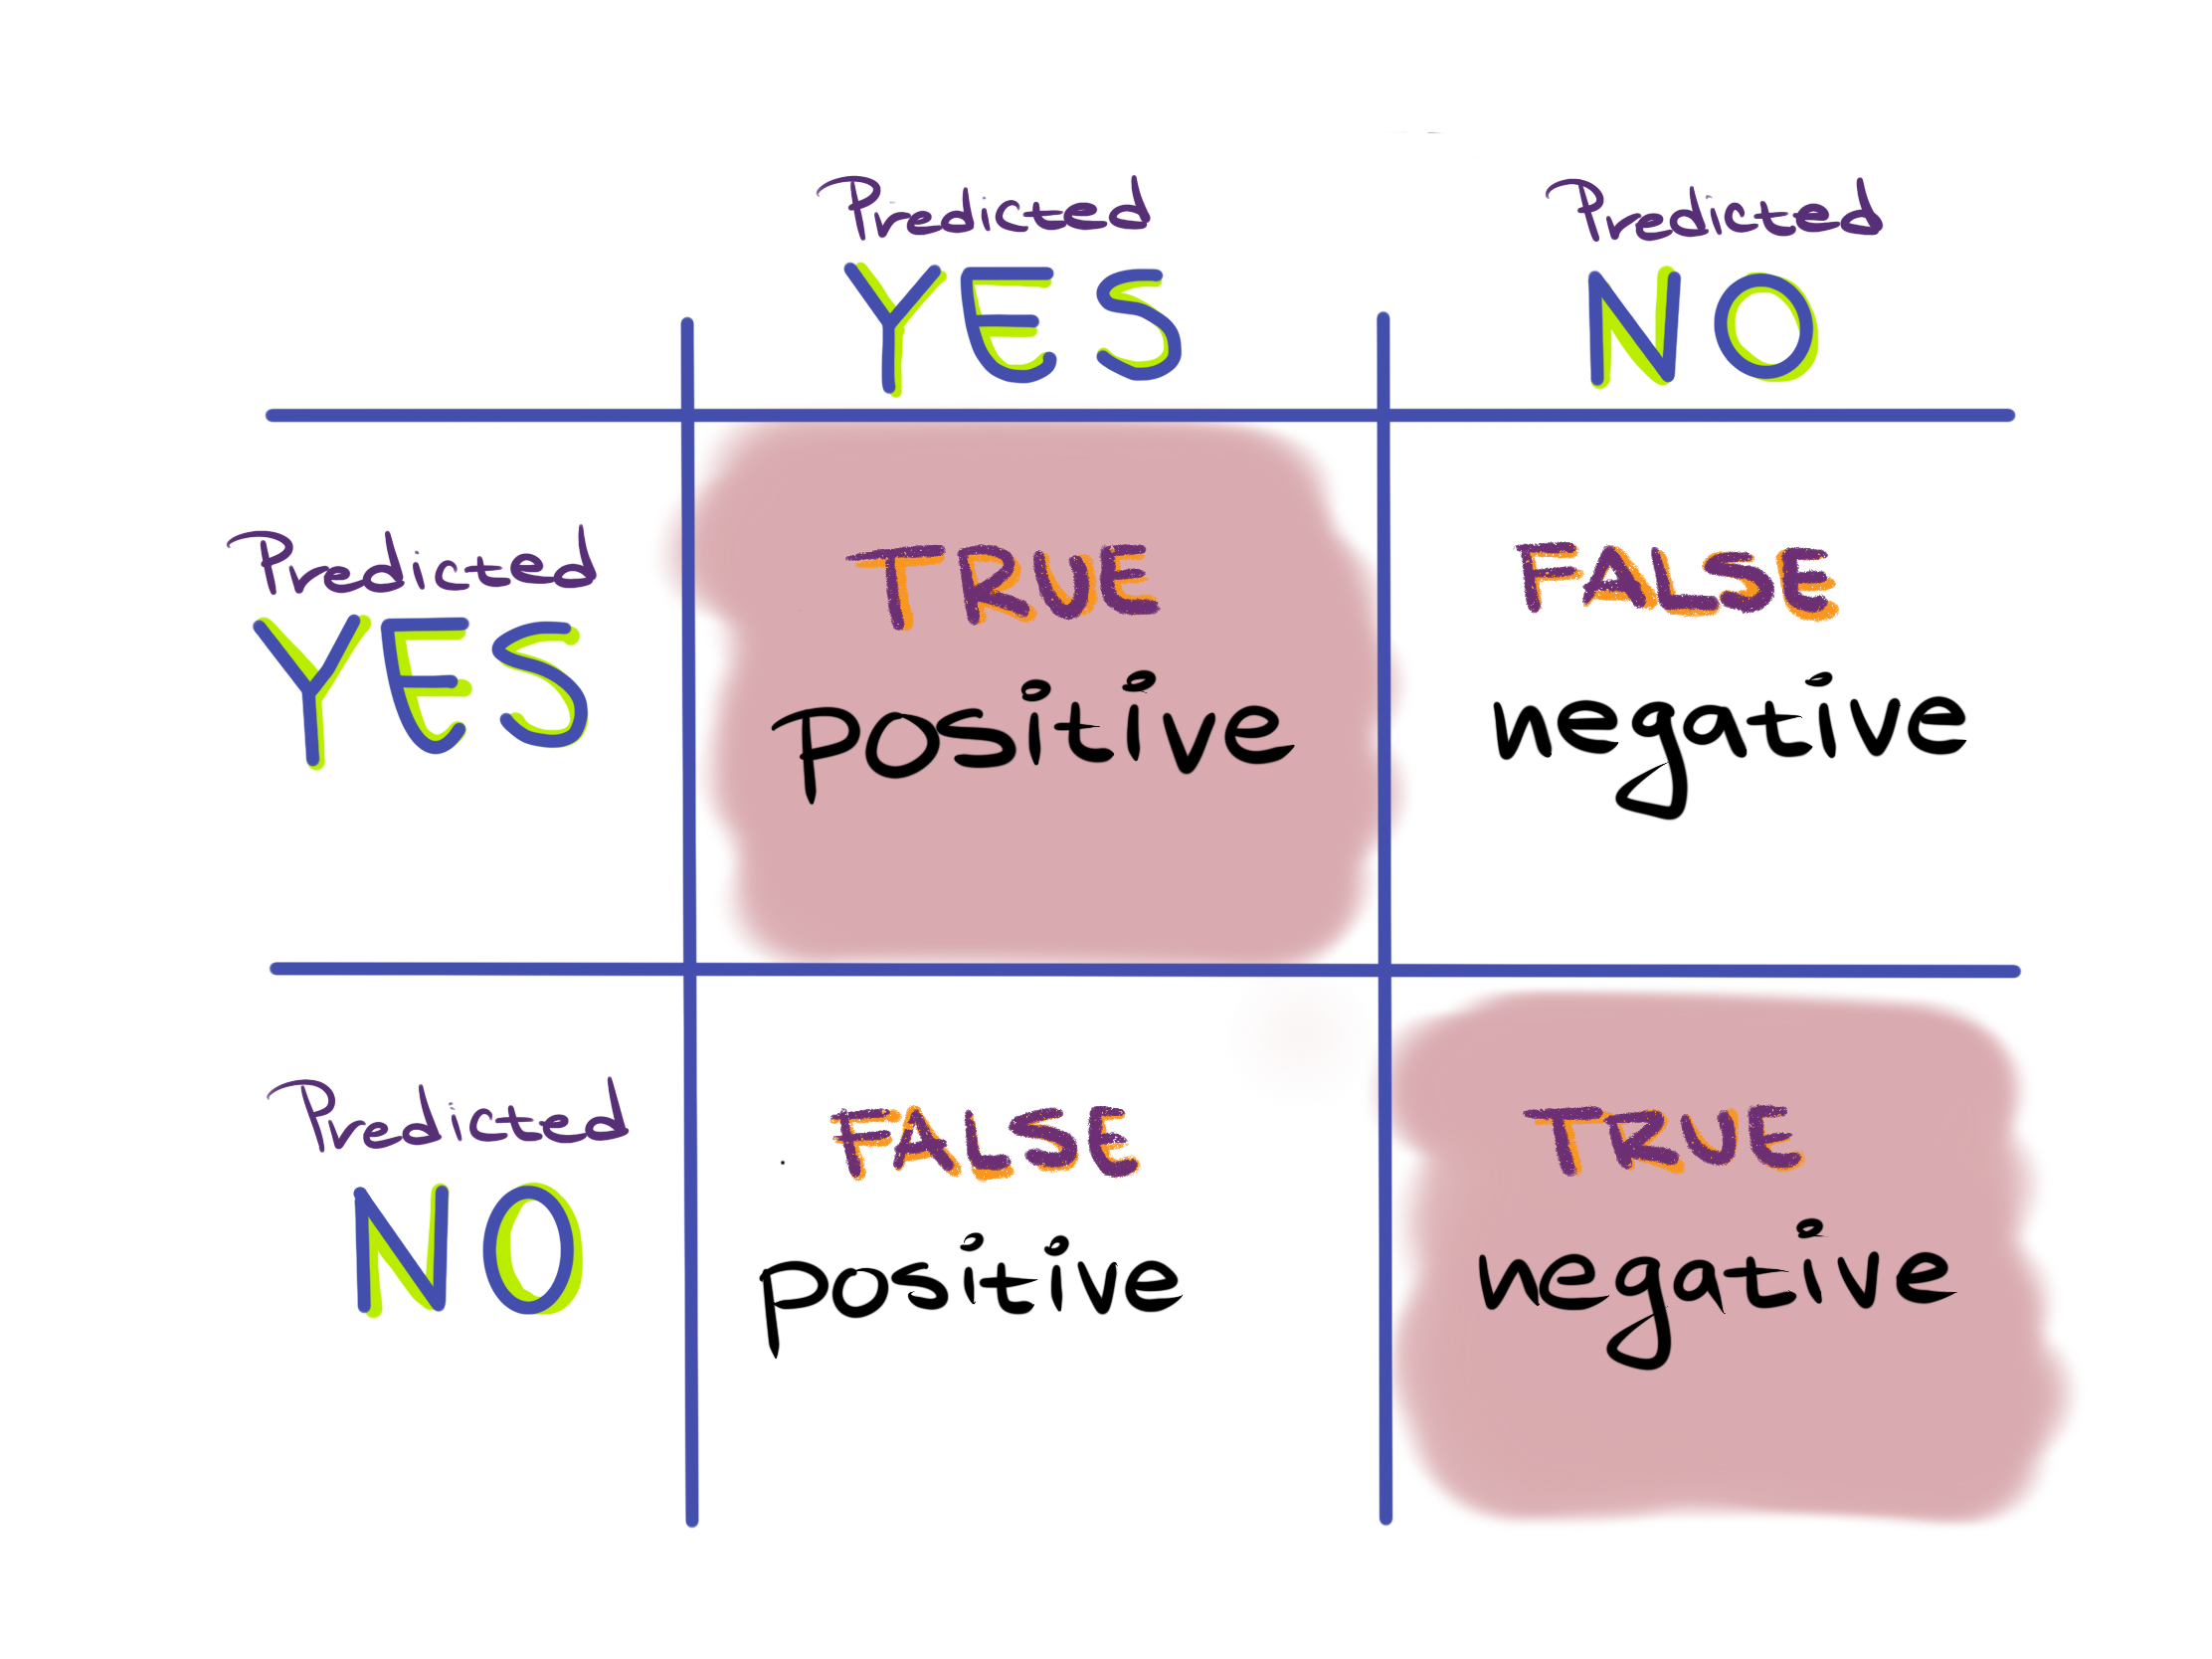 Predicted
YES
Predicted
NO
Predicted
YES
TRUE
positive
FALSE
negative
Predicted
NO
FALSE
positive
TRUE
negative